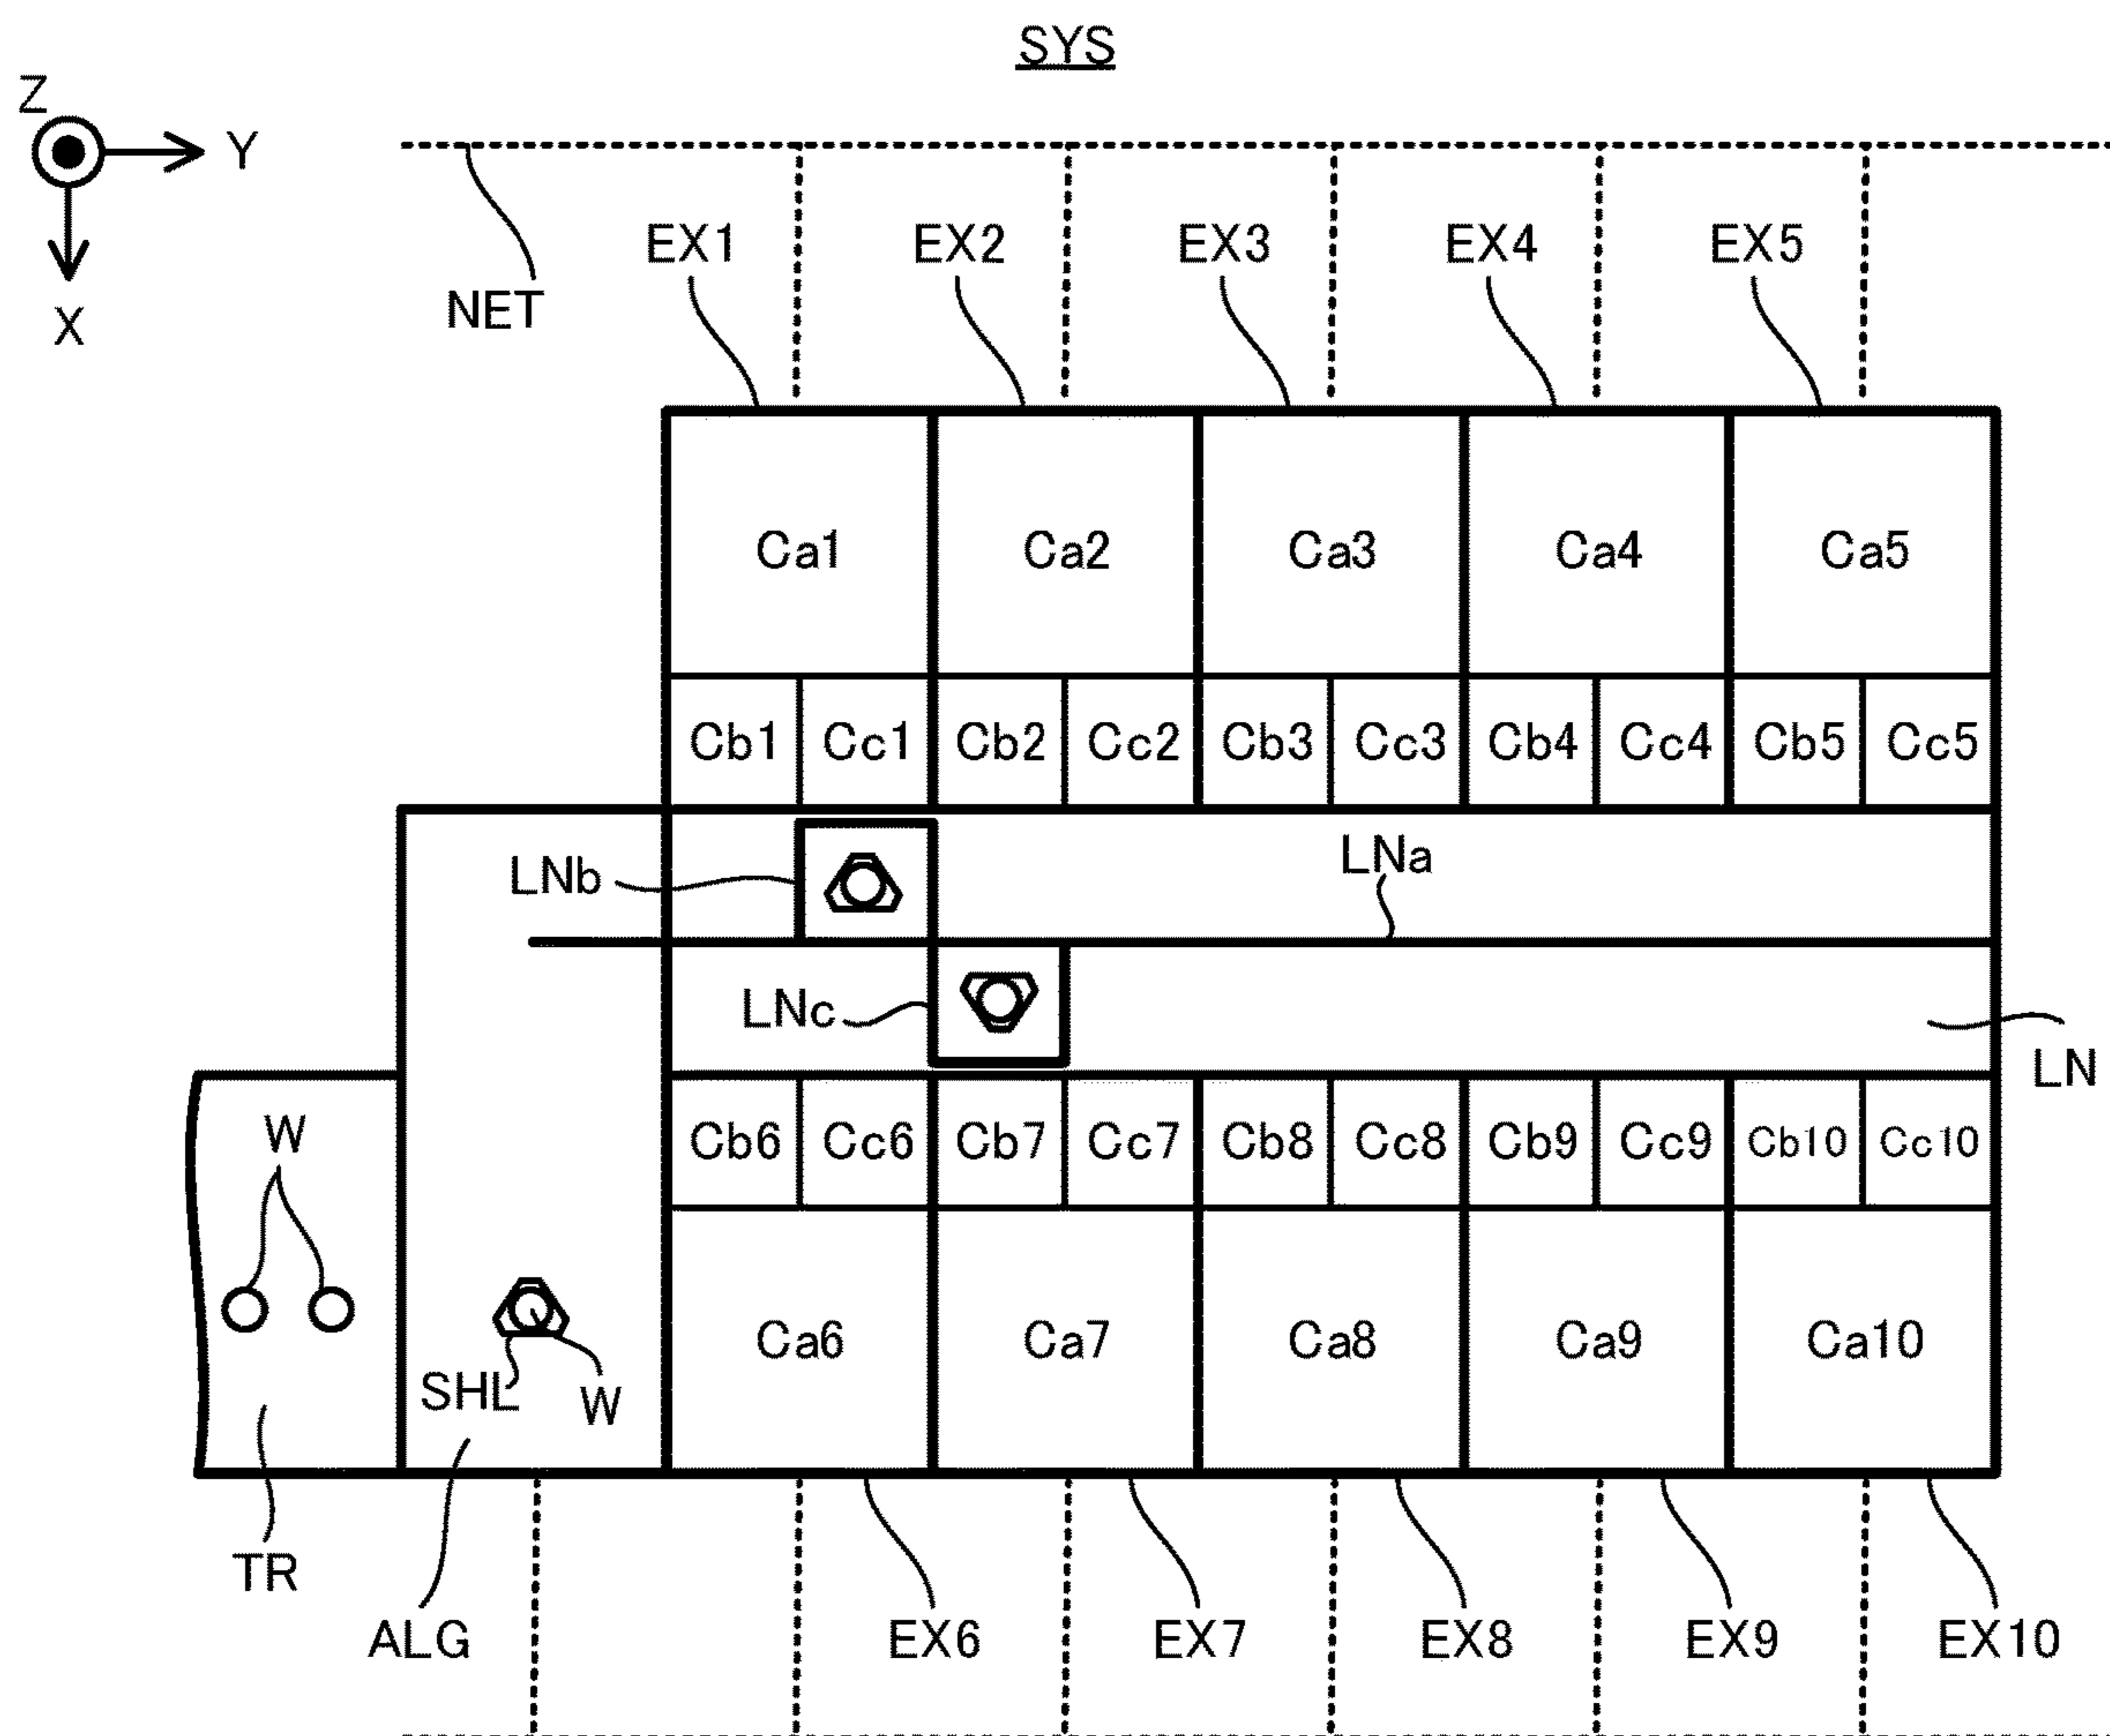 SYS
Z
Y
X
NET
EX1 EX2 EX3 EX4 EX5
Ca1 Ca2 Ca3 Ca4 Ca5
Cb1 Cc1 Cb2 Cc2 Cb3 Cc3 Cb4 Cc4 Cb5 Cc5
LNb
LNa
LNc
LN
W
Cb6 Cc6 Cb7 Cc7 Cb8 Cc8 Cb9 Cc9 Cb10 Cc10
Ca6 Ca7 Ca8 Ca9 Ca10
SHL W
TR
ALG EX6 EX7 EX8 EX9 EX10